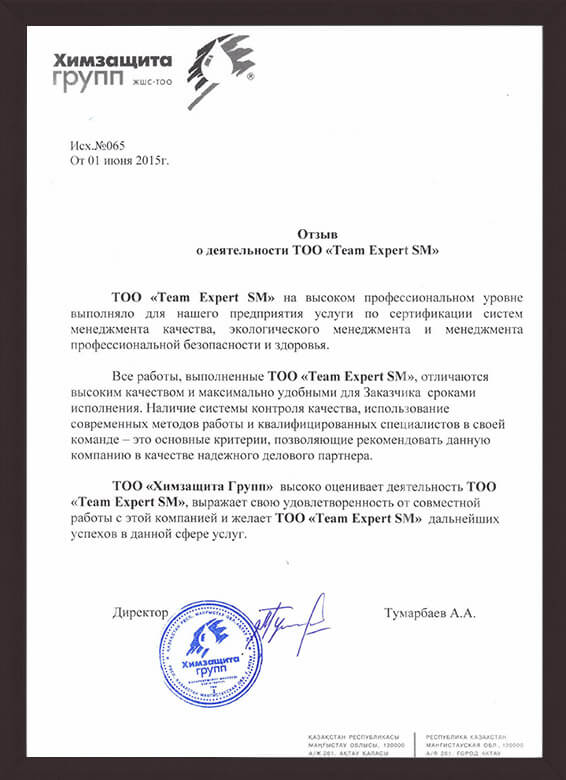 Химзащита
групп ЖШС-ТОО
®
Исх.№065
От 01 июня 2015г.
Отзыв
о деятельности ТОО «Team Expert SM»
ТОО «Team Expert SM» на высоком профессиональном уровне
выполняло для нашего предприятия услуги по сертификации систем
менеджмента качества, экологического менеджмента и менеджмента
профессиональной безопасности и здоровья.
Все работы, выполненные ТОО «Team Expert SM», отличаются
высоким качеством и максимально удобными для Заказчика сроками
исполнения. Наличие системы контроля качества, использование
современных методов работы и квалифицированных специалистов в своей
команде – это основные критерии, позволяющие рекомендовать данную
компанию в качестве надежного делового партнера.
ТОО «Химзащита Групп» высоко оценивает деятельность ТОО
«Team Expert SM», выражает свою удовлетворенность от совместной
работы с этой компанией и желает ТОО «Team Expert SM» дальнейших
успехов в данной сфере услуг.
Директор Тумарбаев А.А.
Химзащита
групп
ҚАЗАҚСТАН РЕСПУБЛИКАСЫ
МАҢҒЫСТАУ ОБЛЫСЫ, 130000
А/Ж 261. АҚТАУ ҚАЛАСЫ
РЕСПУБЛИКА КАЗАХСТАН
МАНГИСТАУСКАЯ ОБЛ., 130000
А/Я 261. ГОРОД АКТАУ